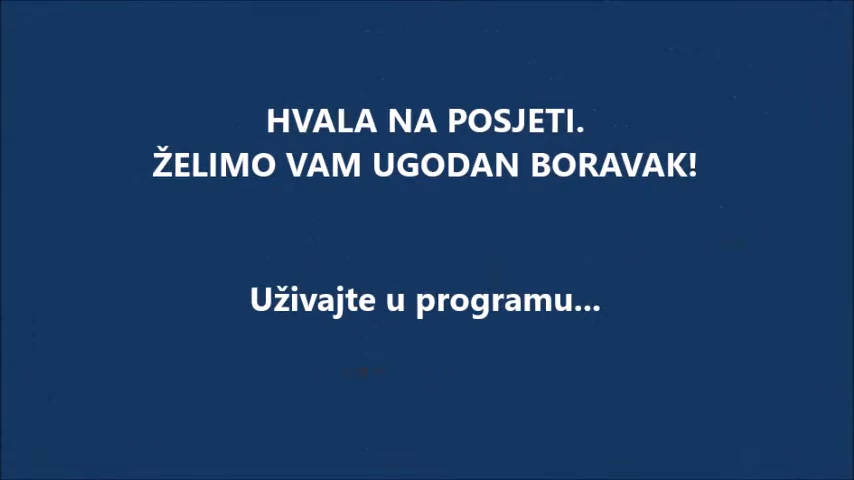 HVALA NA POSJETI.
ŽELIMO VAM UGODAN BORAVAK!
Uživajte u programu...